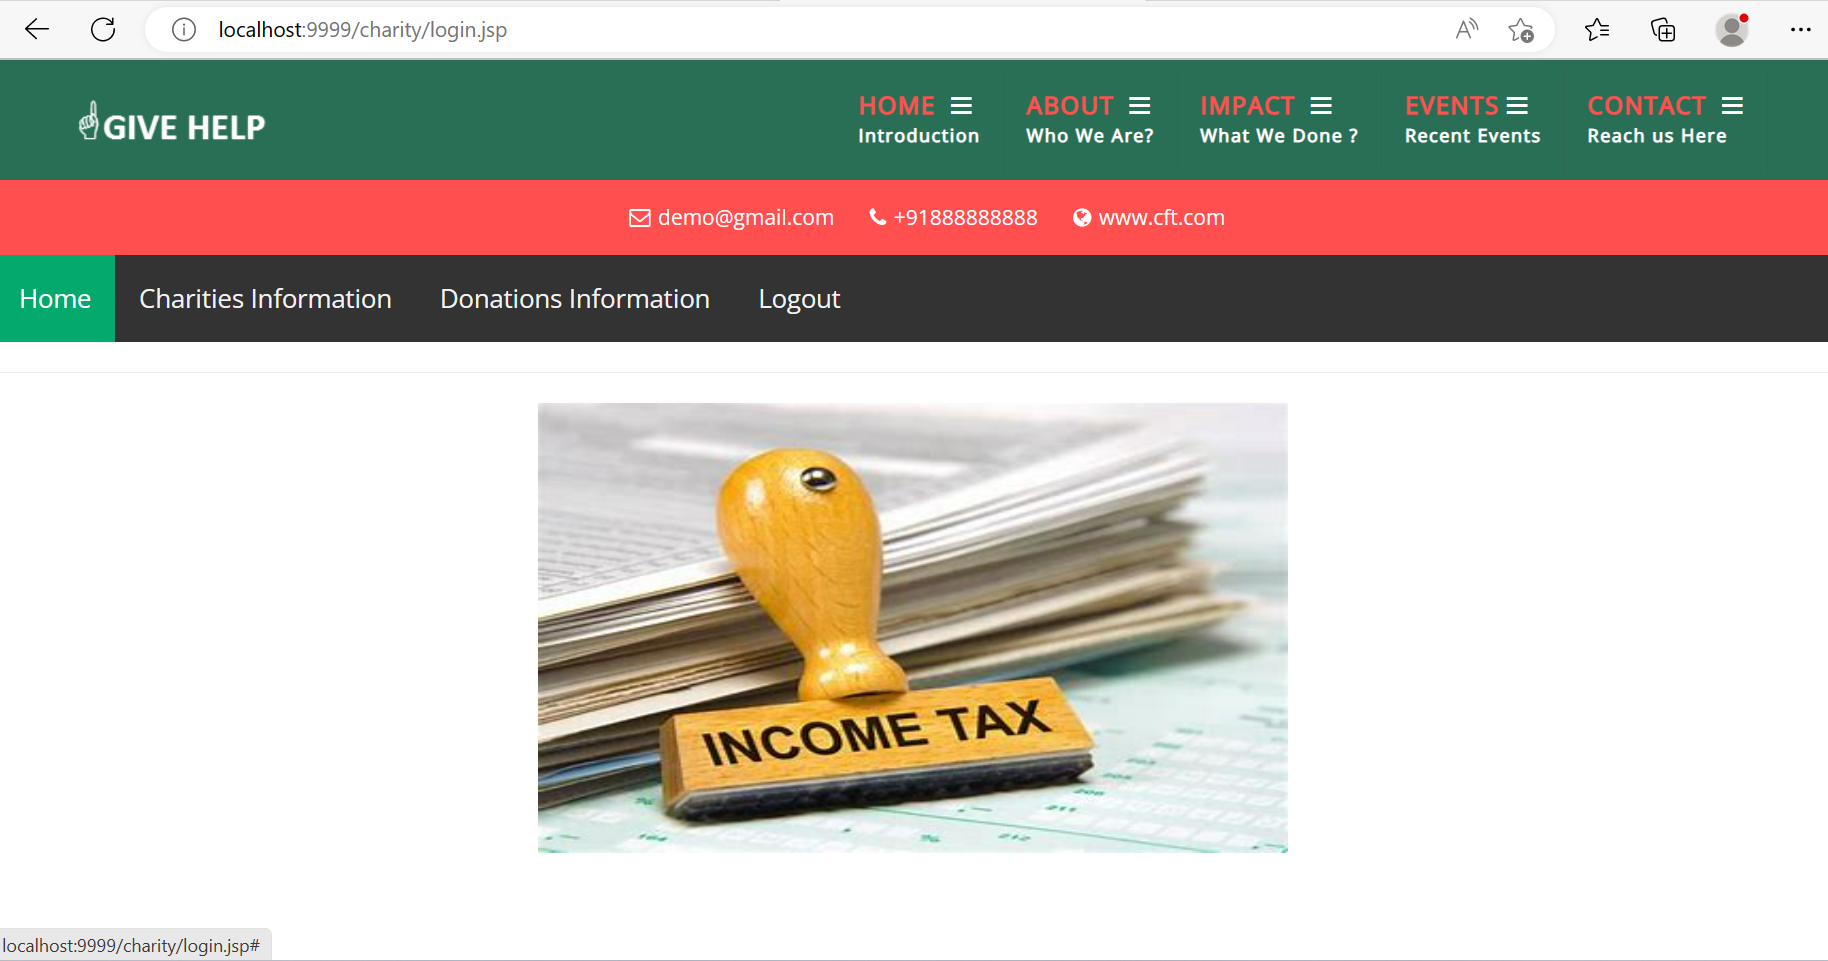 localhost:9999/charity/login.jsp
GIVE HELP
HOME ABOUT IMPACT EVENTS CONTACT
Introduction Who We Are? What We Done ? Recent Events Reach us Here
demo@gmail.com +91888888888 www.cft.com
Home Charities Information Donations Information Logout
INCOME TAX
localhost:9999/charity/login.jsp#